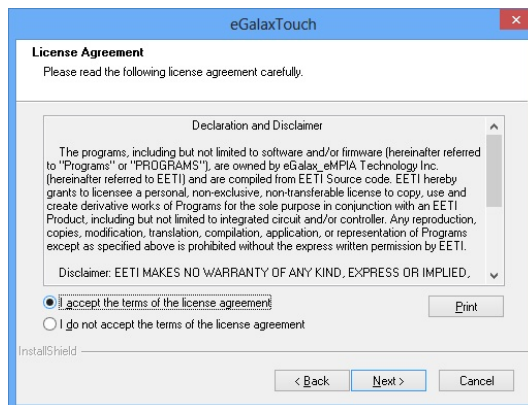 eGalaxTouch
License Agreement
Please read the following license agreement carefully.
Declaration and Disclaimer
The programs, including but not limited to software and/or firmware (hereinafter referred
to "Programs" or "PROGRAMS"), are owned by eGalax_eMPIA Technology Inc.
(hereinafter referred to EETI) and are compiled from EETI Source code. EETI hereby
grants to licensee a personal, non-exclusive, non-transferable license to copy, use and
create derivative works of Programs for the sole purpose in conjunction with an EETI
Product, including but not limited to integrated circuit and/or controller. Any reproduction,
copies, modification, translation, compilation, application, or representation of Programs
except as specified above is prohibited without the express written permission by EETI.
Disclaimer: EETI MAKES NO WARRANTY OF ANY KIND, EXPRESS OR IMPLIED,
I accept the terms of the license agreement
Print
I do not accept the terms of the license agreement
InstallShield
< Back
Next >
Cancel